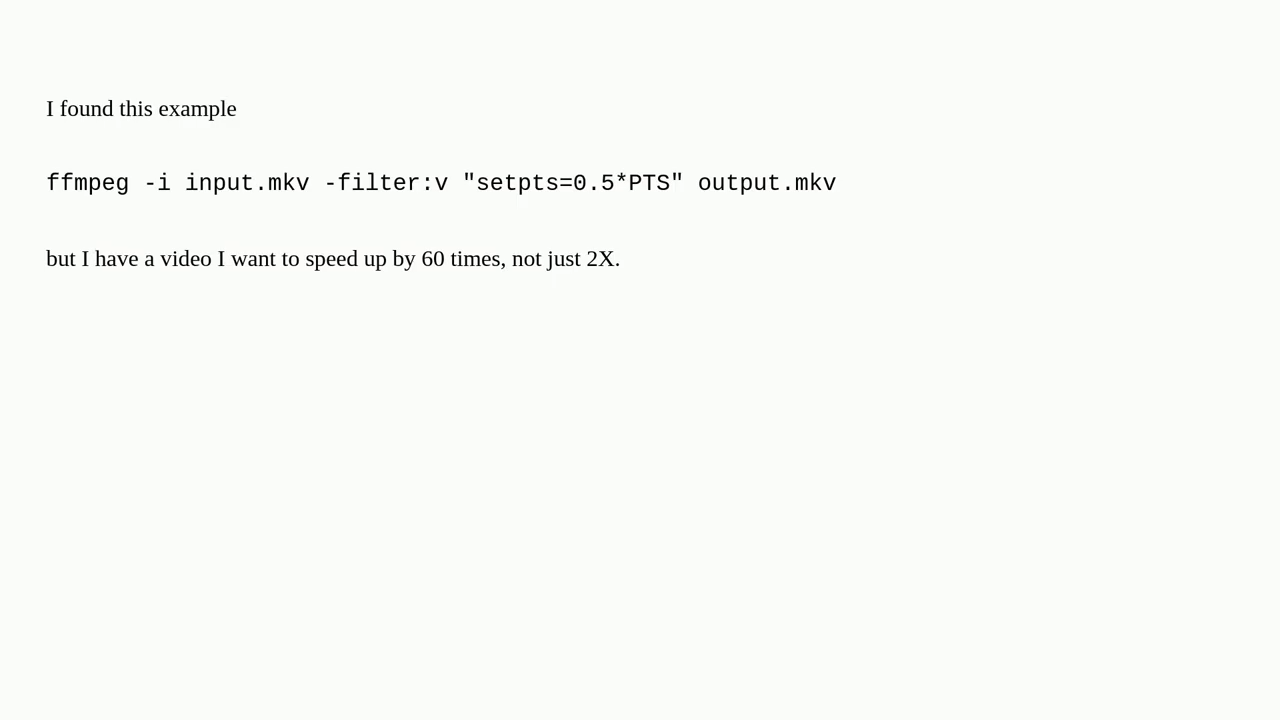 I found this example
ffmpeg -i input.mkv -filter:v "setpts=0.5*PTS" output.mkv
but I have a video I want to speed up by 60 times, not just 2X.